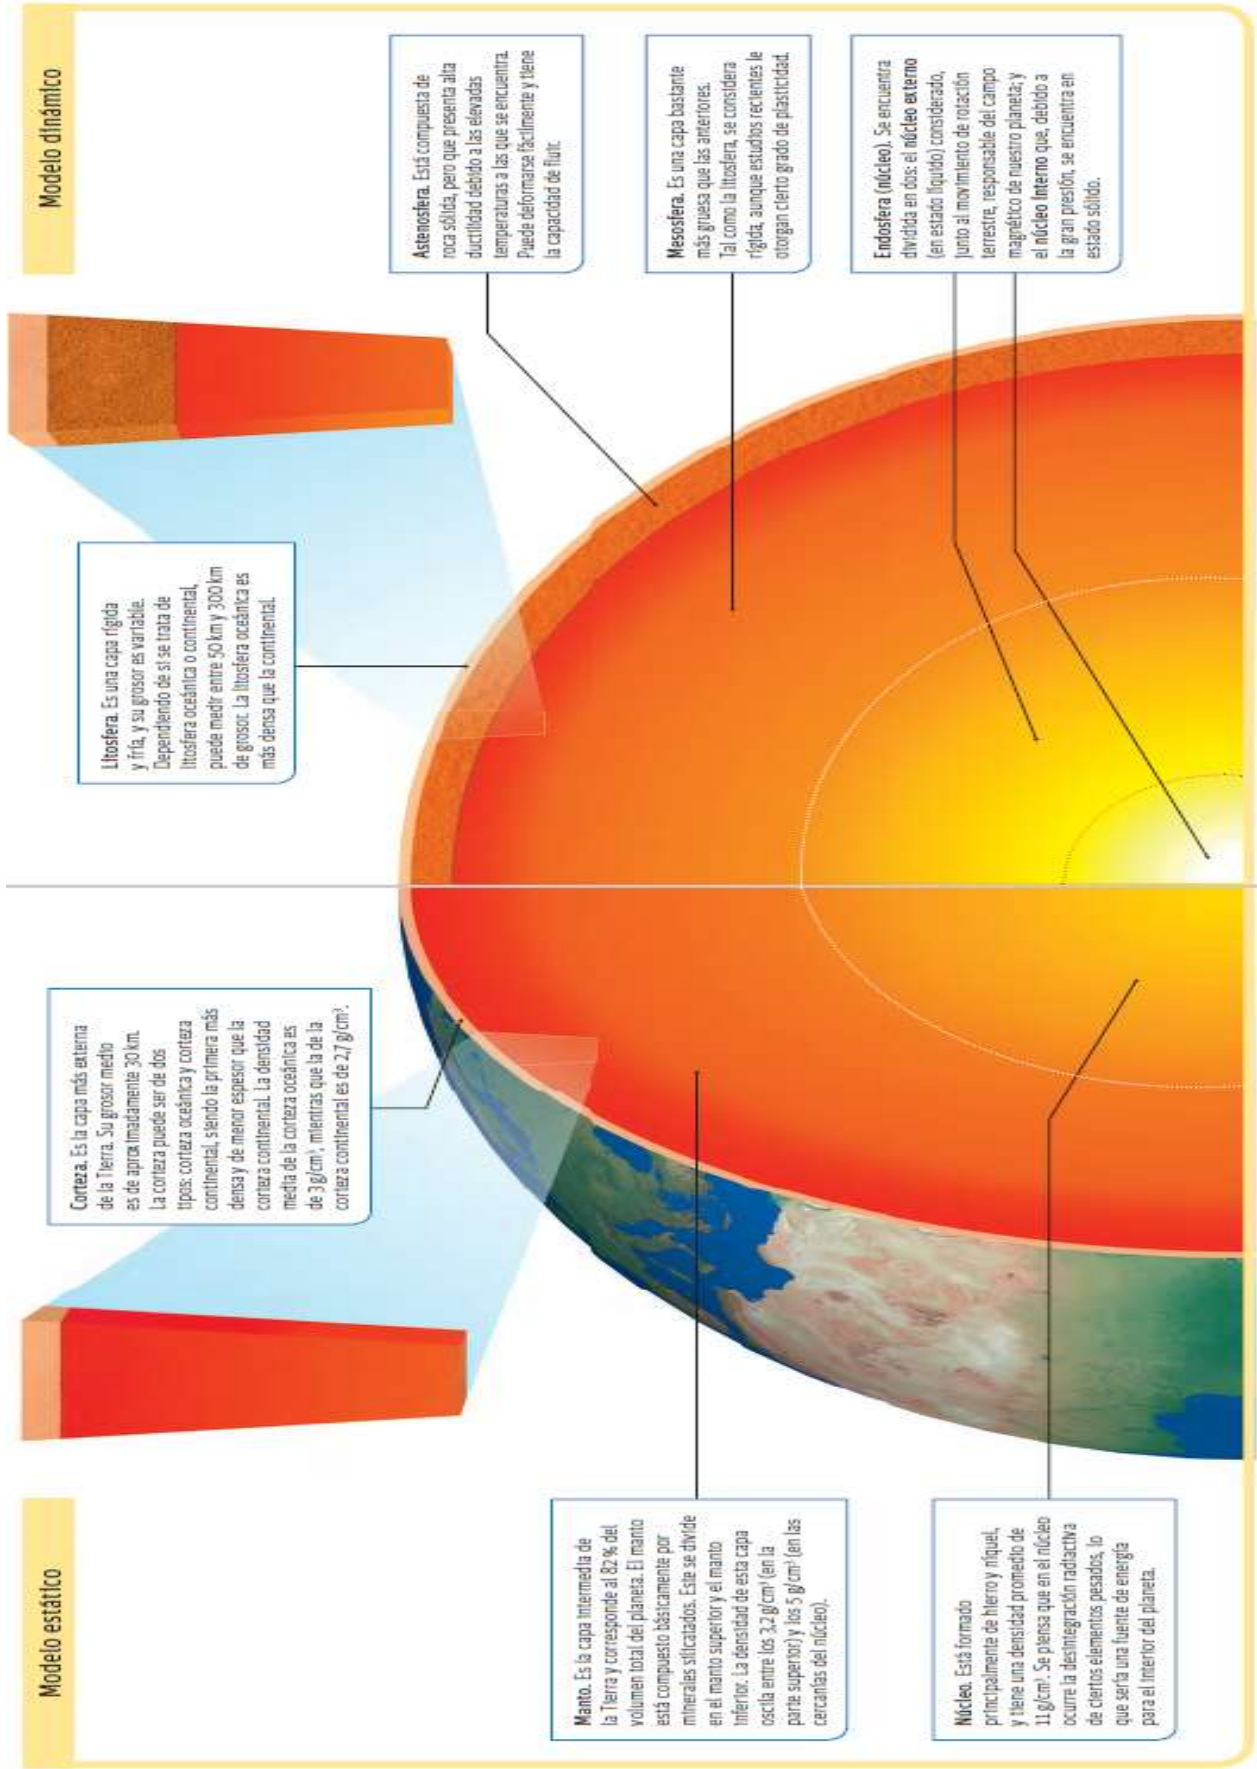 Modelo estático
Corteza. Es la capa más externa
de la Tierra. Su grosor medio
es de aproximadamente 30 km.
La corteza puede ser de dos
tipos: corteza oceánica y corteza
continental, siendo la primera más
densa y de menor espesor que la
corteza continental. La densidad
media de la corteza oceánica es
de 3 g/cm³, mientras que la de la
corteza continental es de 2,7 g/cm³.
Manto. Es la capa intermedia de
la Tierra y corresponde al 82 % del
volumen total del planeta. El manto
está compuesto básicamente por
minerales silicatados. Este se divide
en el manto superior y el manto
inferior. La densidad de esta capa
oscila entre los 3,2 g/cm³ (en la
parte superior) y los 5 g/cm³ (en las
cercanías del núcleo).
Núcleo. Está formado
principalmente de hierro y níquel,
y tiene una densidad promedio de
11 g/cm³. Se piensa que en el núcleo
ocurre la desintegración radiactiva
de ciertos elementos pesados, lo
que sería una fuente de energía
para el interior del planeta.
Modelo dinámico
Litosfera. Es una capa rígida
y fría, y su grosor es variable.
Dependiendo de si se trata de
litosfera oceánica o continental,
puede medir entre 50 km y 300 km
de grosor. La litosfera oceánica es
más densa que la continental.
Astenosfera. Está compuesta de
roca sólida, pero que presenta alta
ductilidad debido a las elevadas
temperaturas a las que se encuentra.
Puede deformarse fácilmente y tiene
la capacidad de fluir.
Mesosfera. Es una capa bastante
más gruesa que las anteriores.
Tal como la litosfera, se considera
rígida, aunque estudios recientes le
otorgan cierto grado de plasticidad.
Endosfera (núcleo). Se encuentra
dividida en dos: el núcleo externo
(en estado líquido) considerado,
junto al movimiento de rotación
terrestre, responsable del campo
magnético de nuestro planeta; y
el núcleo interno que, debido a
la gran presión, se encuentra en
estado sólido.